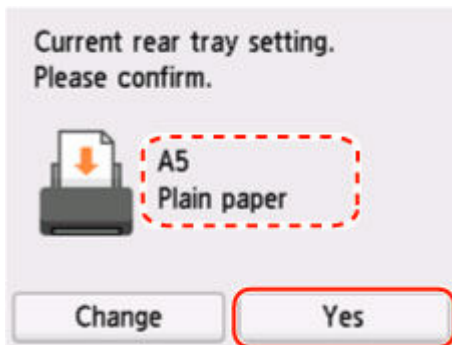 Current rear tray setting.
Please confirm.
A5
Plain paper
Change
Yes